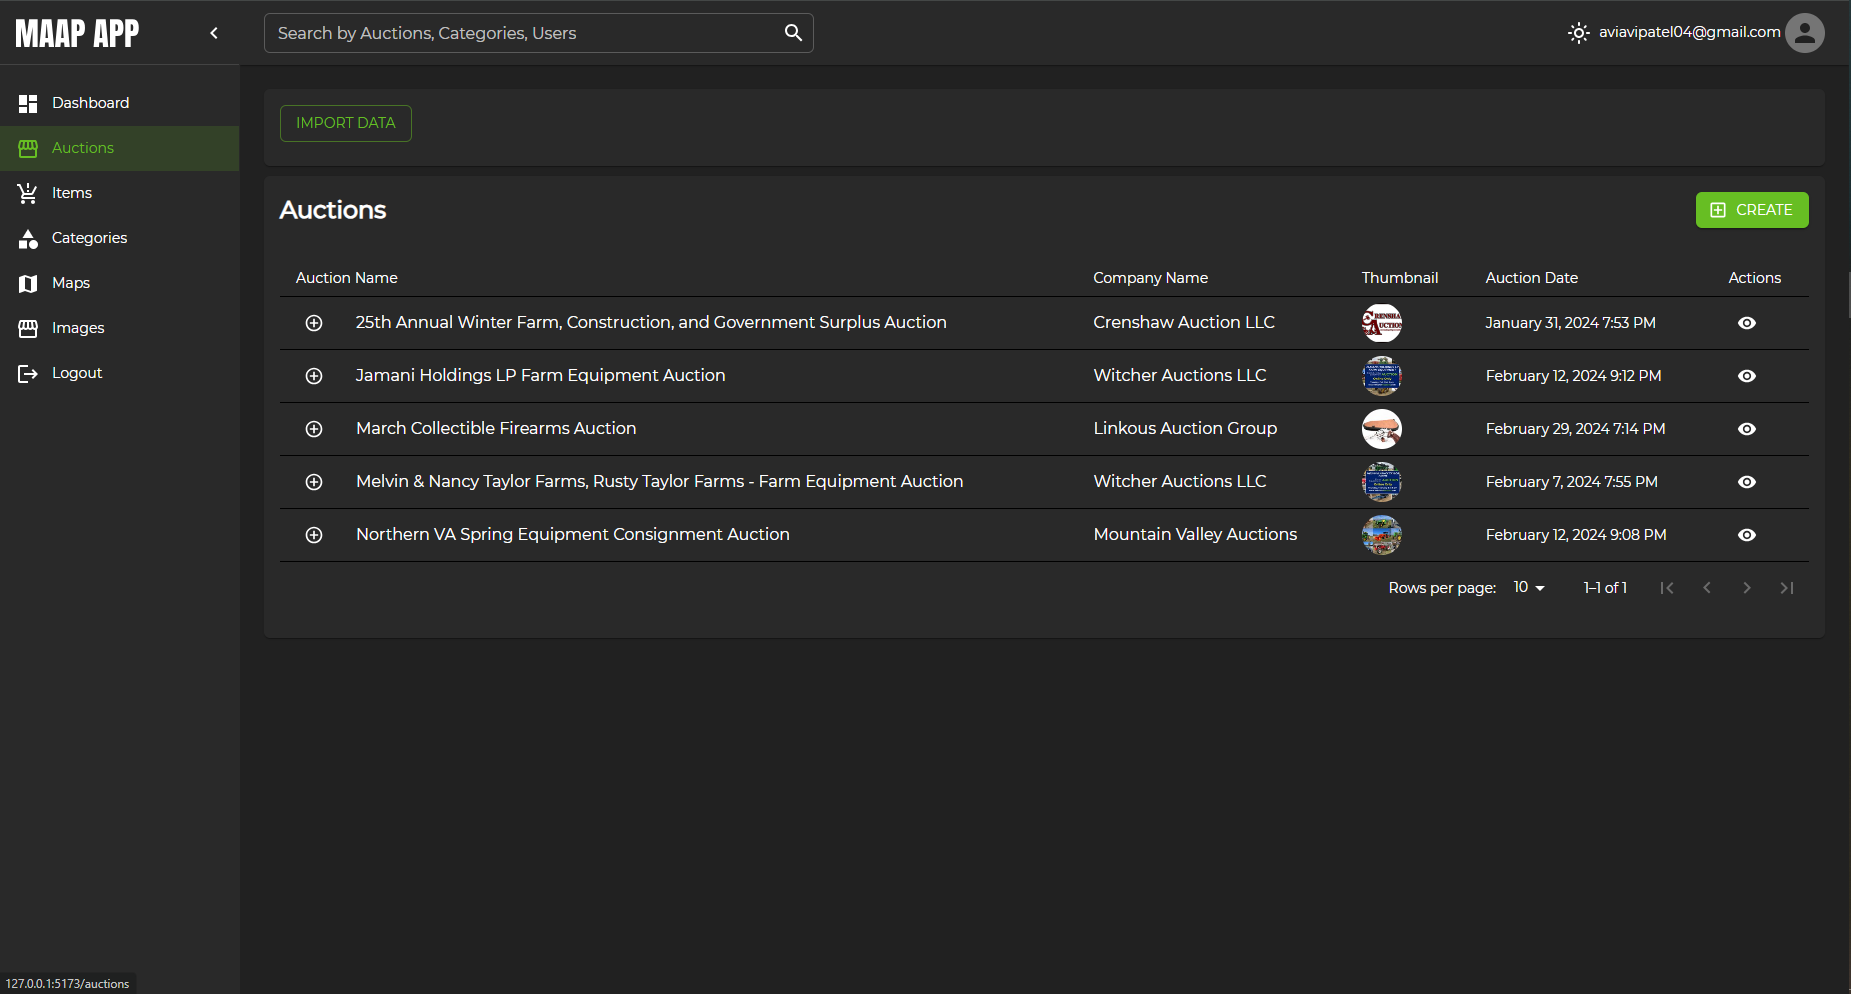 MAAP APP
Search by Auctions, Categories, Users
aviavipatel04@gmail.com
Dashboard
Auctions
Items
Categories
Maps
Images
Logout
IMPORT DATA
Auctions
CREATE
Auction Name Company Name Thumbnail Auction Date Actions
25th Annual Winter Farm, Construction, and Government Surplus Auction Crenshaw Auction LLC January 31, 2024 7:53 PM
Jamani Holdings LP Farm Equipment Auction Witcher Auctions LLC February 12, 2024 9:12 PM
March Collectible Firearms Auction Linkous Auction Group February 29, 2024 7:14 PM
Melvin & Nancy Taylor Farms, Rusty Taylor Farms - Farm Equipment Auction Witcher Auctions LLC February 7, 2024 7:55 PM
Northern VA Spring Equipment Consignment Auction Mountain Valley Auctions February 12, 2024 9:08 PM
Rows per page: 10 1–1 of 1
127.0.0.1:5173/auctions